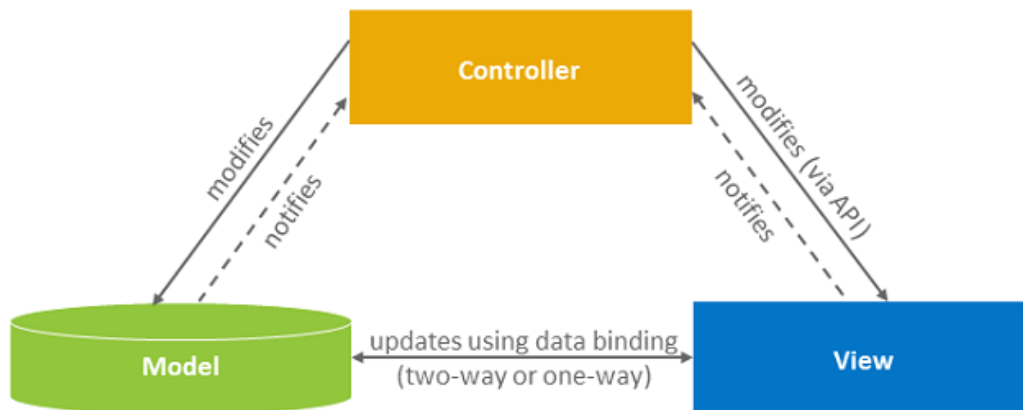 Controller
modifies
notifies
modifies (via API)
notifies
Model
updates using data binding
(two-way or one-way)
View